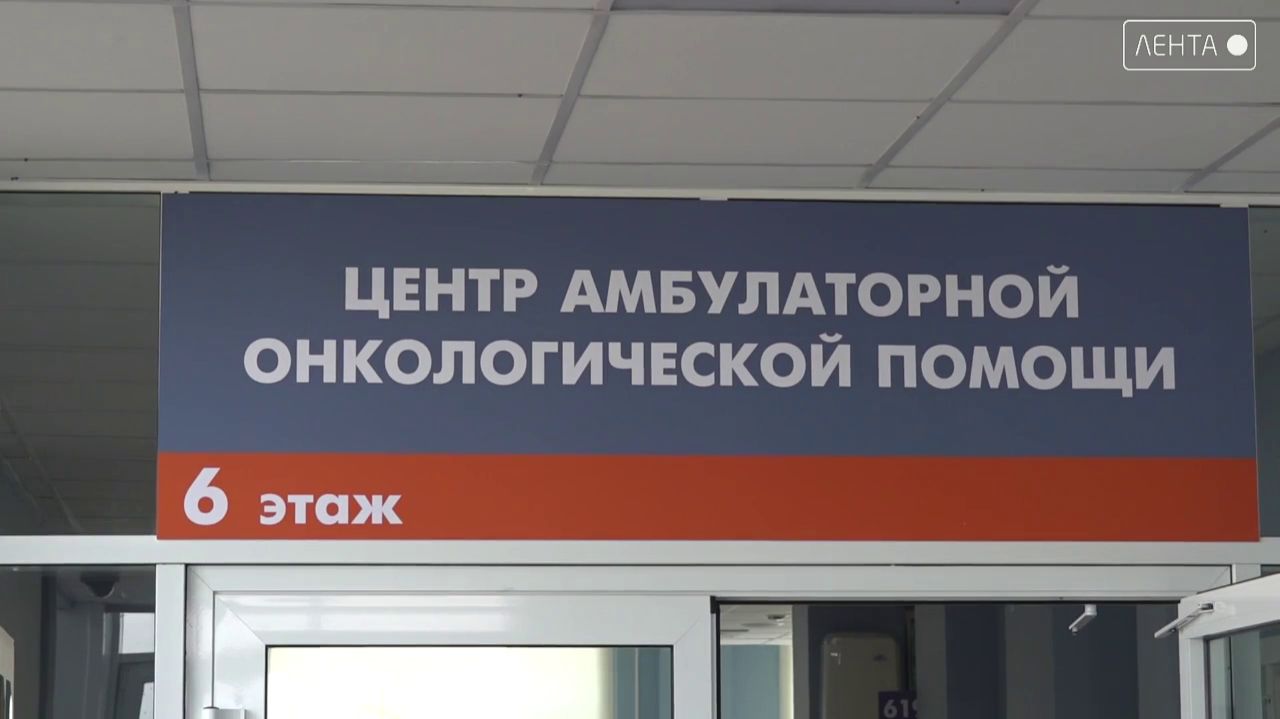 ЛЕНТА
ЦЕНТР АМБУЛАТОРНОЙ
ОНКОЛОГИЧЕСКОЙ ПОМОЩИ
6 этаж